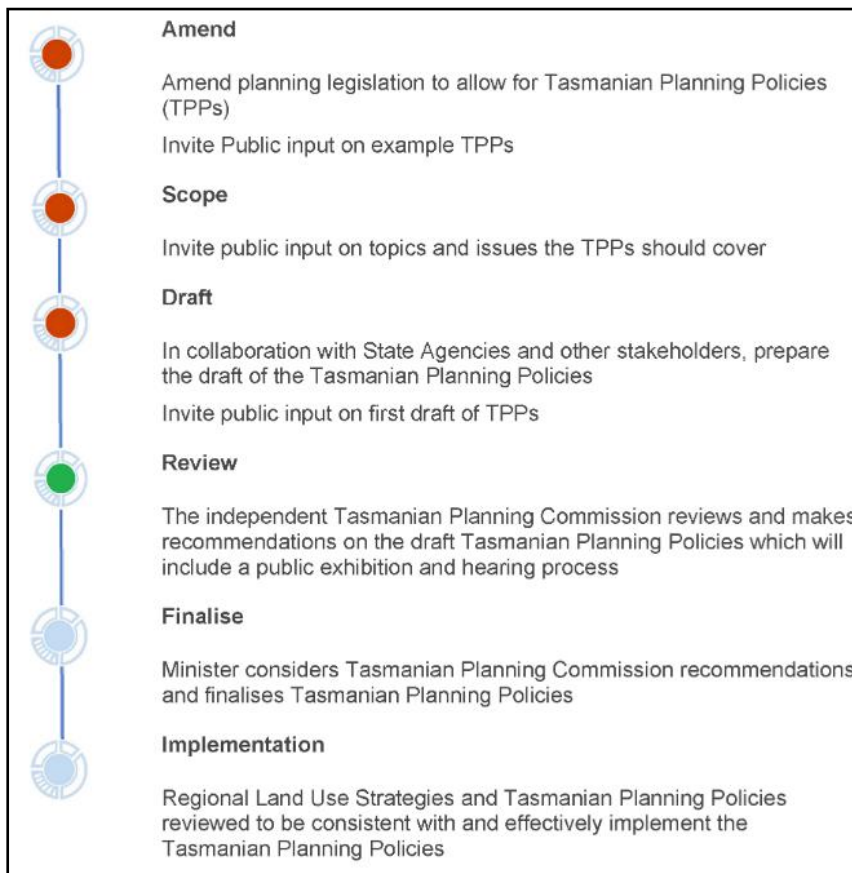 Amend
Amend planning legislation to allow for Tasmanian Planning Policies
(TPPs)
Invite Public input on example TPPs
Scope
Invite public input on topics and issues the TPPs should cover
Draft
In collaboration with State Agencies and other stakeholders, prepare
the draft of the Tasmanian Planning Policies
Invite public input on first draft of TPPs
Review
The independent Tasmanian Planning Commission reviews and makes
recommendations on the draft Tasmanian Planning Policies which will
include a public exhibition and hearing process
Finalise
Minister considers Tasmanian Planning Commission recommendations
and finalises Tasmanian Planning Policies
Implementation
Regional Land Use Strategies and Tasmanian Planning Policies
reviewed to be consistent with and effectively implement the
Tasmanian Planning Policies